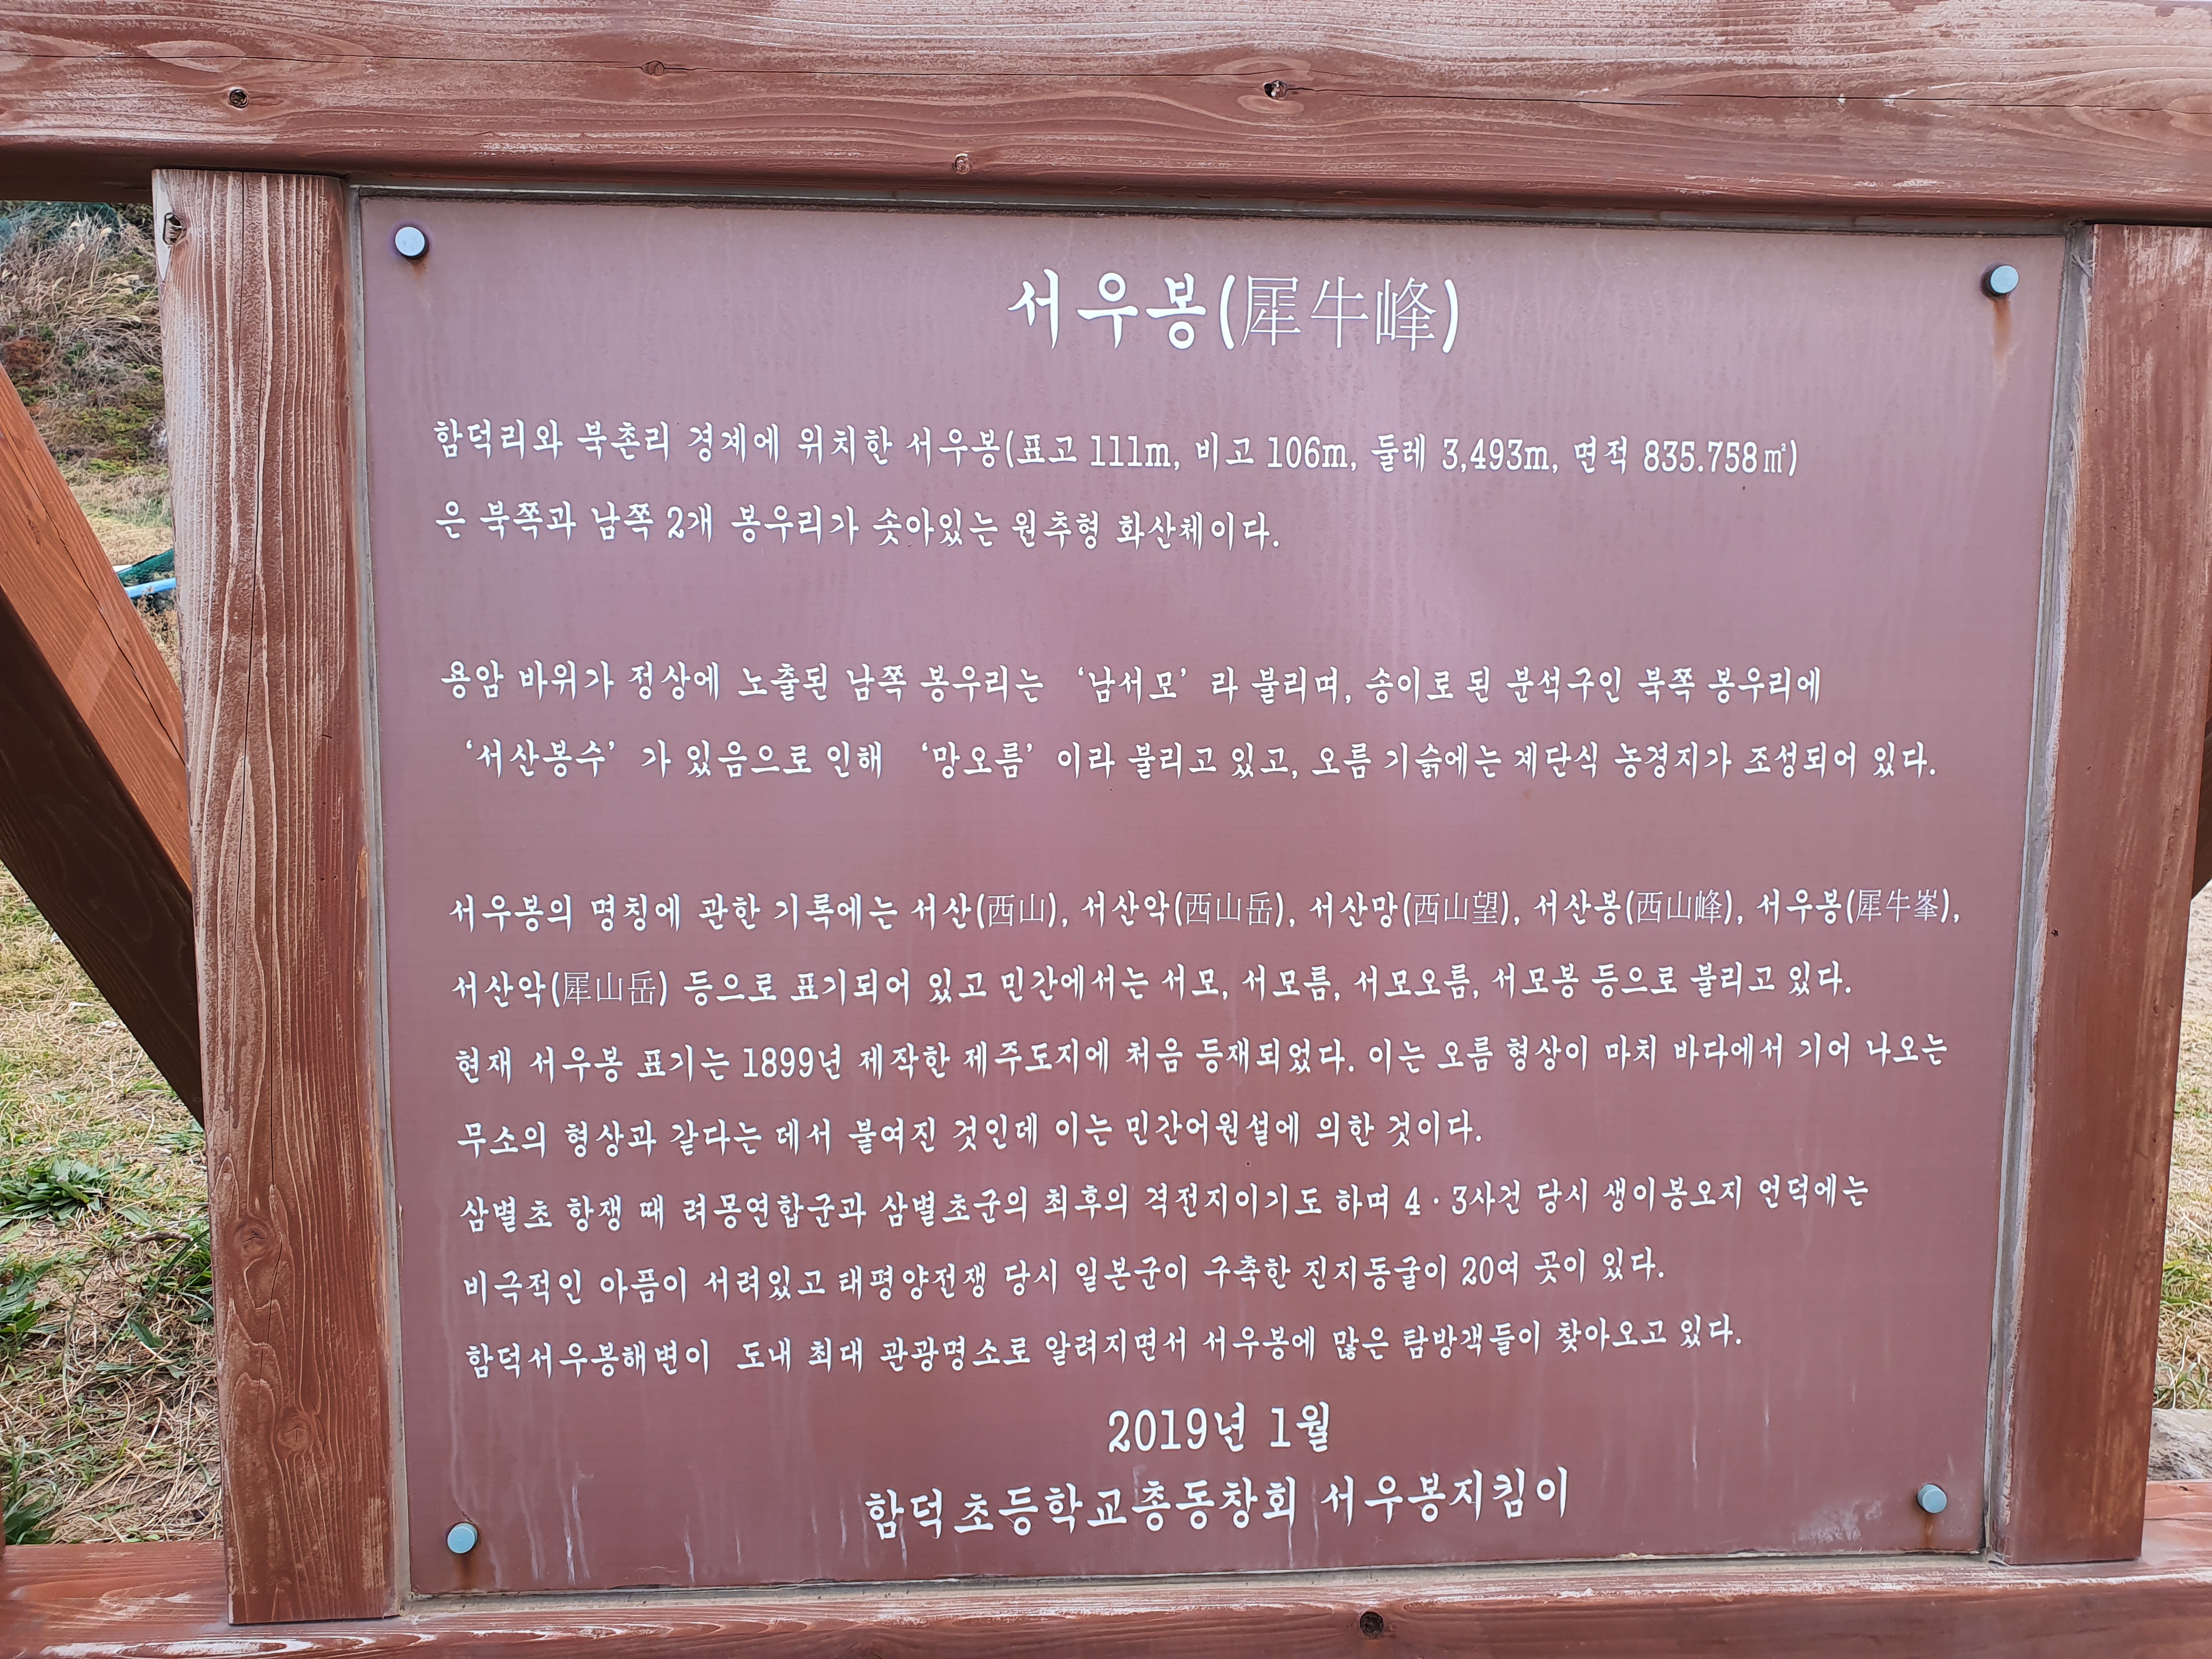 서우봉(犀牛峰)
함덕리와 북촌리 경계에 위치한 서우봉(표고 111m, 비고 106m, 둘레 3,493m, 면적 835.758㎡)
은 북쪽과 남쪽 2개 봉우리가 솟아있는 원추형 화산체이다.
용암 바위가 정상에 노출된 남쪽 봉우리는 ‘남서모’라 불리며, 송이로 된 분석구인 북쪽 봉우리에
‘서산봉수’가 있음으로 인해 ‘망오름’이라 불리고 있고, 오름 기슭에는 계단식 농경지가 조성되어 있다.
서우봉의 명칭에 관한 기록에는 서산(西山), 서산악(西山岳), 서산망(西山望), 서산봉(西山峰), 서우봉(犀牛峯),
서산악(犀山岳) 등으로 표기되어 있고 민간에서는 서모, 서모름, 서모오름, 서모봉 등으로 불리고 있다.
현재 서우봉 표기는 1899년 제작한 제주도지에 처음 등재되었다. 이는 오름 형상이 마치 바다에서 기어 나오는
무소의 형상과 같다는 데서 붙여진 것인데 이는 민간어원설에 의한 것이다.
삼별초 항쟁 때 려몽연합군과 삼별초군의 최후의 격전지이기도 하며 4·3사건 당시 생이봉오지 언덕에는
비극적인 아픔이 서려있고 태평양전쟁 당시 일본군이 구축한 진지동굴이 20여 곳이 있다.
함덕서우봉해변이 도내 최대 관광명소로 알려지면서 서우봉에 많은 탐방객들이 찾아오고 있다.
2019년 1월
함덕초등학교총동창회 서우봉지킴이